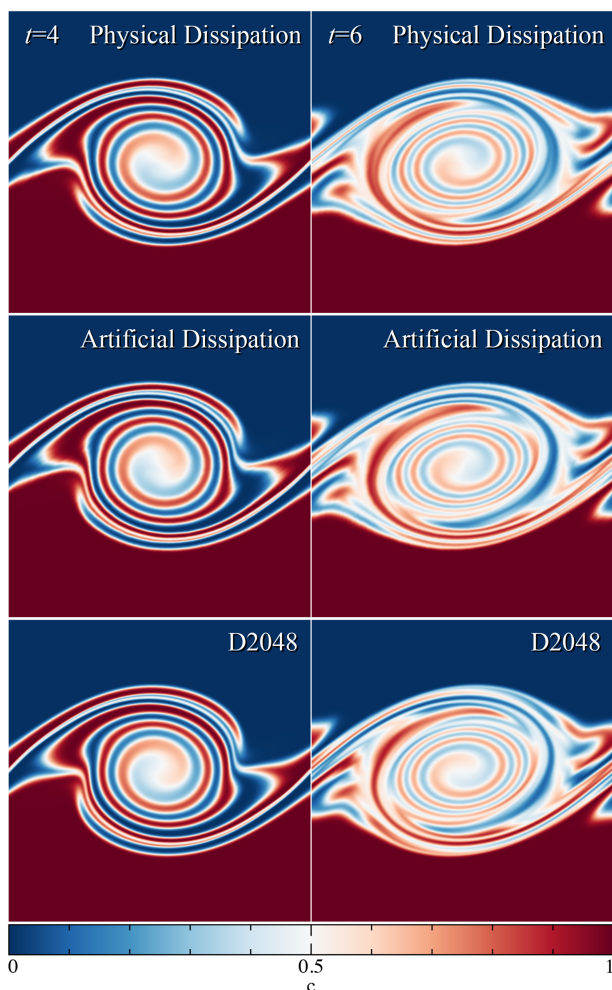 t=4 Physical Dissipation
t=6 Physical Dissipation
Artificial Dissipation
Artificial Dissipation
D2048
D2048
0 0.5 1
c